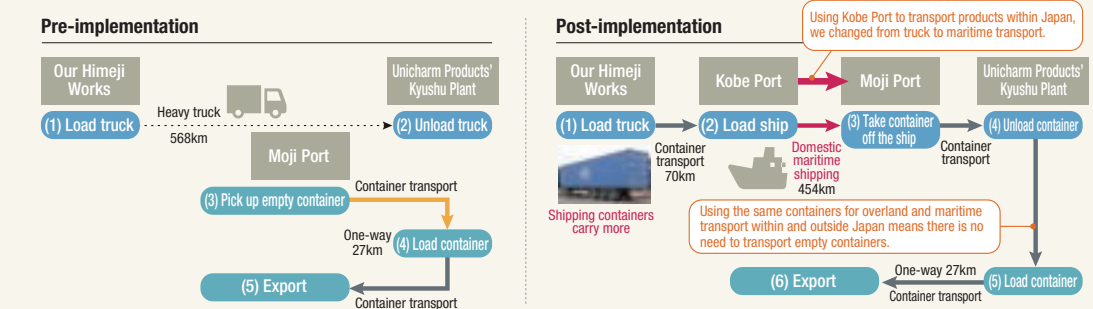 Pre-implementation
Our Himeji
Works
Unicharm Products'
Kyushu Plant
(1) Load truck
Heavy truck
568km
(2) Unload truck
Moji Port
(3) Pick up empty container
Container transport
One-way
27km
(4) Load container
(5) Export
Container transport
Post-implementation
Using Kobe Port to transport products within Japan,
we changed from truck to maritime transport.
Our Himeji
Works
Kobe Port
Moji Port
Unicharm Products'
Kyushu Plant
(1) Load truck
Container
transport
70km
(2) Load ship
Domestic
maritime
shipping
454km
(3) Take container
off the ship
Container
transport
(4) Unload container
Shipping containers
carry more
Using the same containers for overland and maritime
transport within and outside Japan means there is no
need to transport empty containers.
(5) Load container
One-way 27km
Container transport
(6) Export